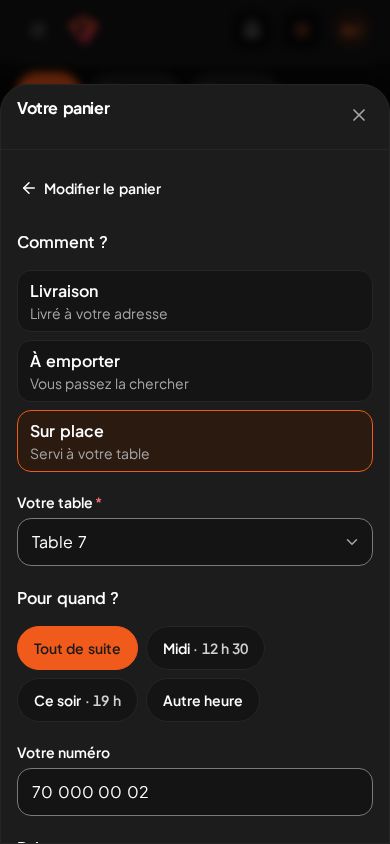 Votre panier
Modifier le panier
Comment ?
Livraison
Livré à votre adresse
À emporter
Vous passez la chercher
Sur place
Servi à votre table
Votre table *
Table 7
Pour quand ?
Tout de suite
Midi · 12 h 30
Ce soir · 19 h
Autre heure
Votre numéro
70 000 00 02